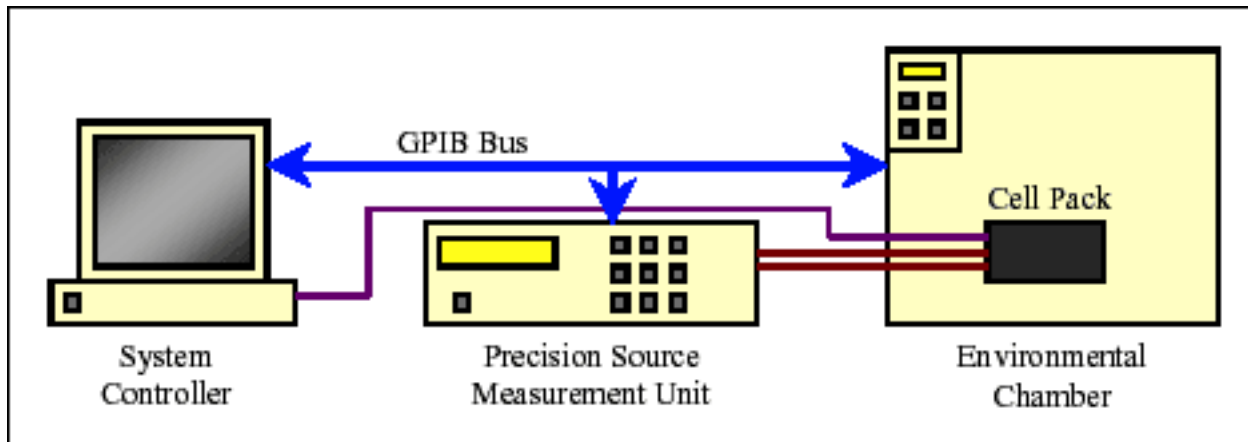 GPIB Bus
Cell Pack
System
Controller
Precision Source
Measurement Unit
Environmental
Chamber